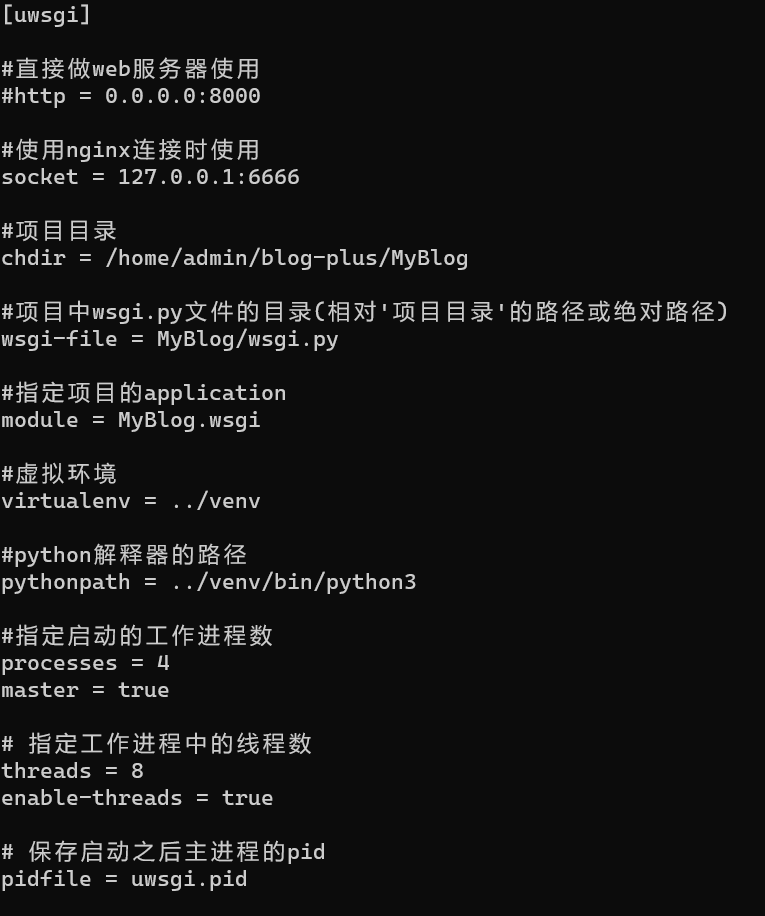 [uwsgi]
#直接做web服务器使用
#http = 0.0.0.0:8000
#使用nginx连接时使用
socket = 127.0.0.1:6666
#项目目录
chdir = /home/admin/blog-plus/MyBlog
#项目中wsgi.py文件的目录(相对'项目目录'的路径或绝对路径)
wsgi-file = MyBlog/wsgi.py
#指定项目的application
module = MyBlog.wsgi
#虚拟环境
virtualenv = ../venv
#python解释器的路径
pythonpath = ../venv/bin/python3
#指定启动的工作进程数
processes = 4
master = true
# 指定工作进程中的线程数
threads = 8
enable-threads = true
# 保存启动之后主进程的pid
pidfile = uwsgi.pid